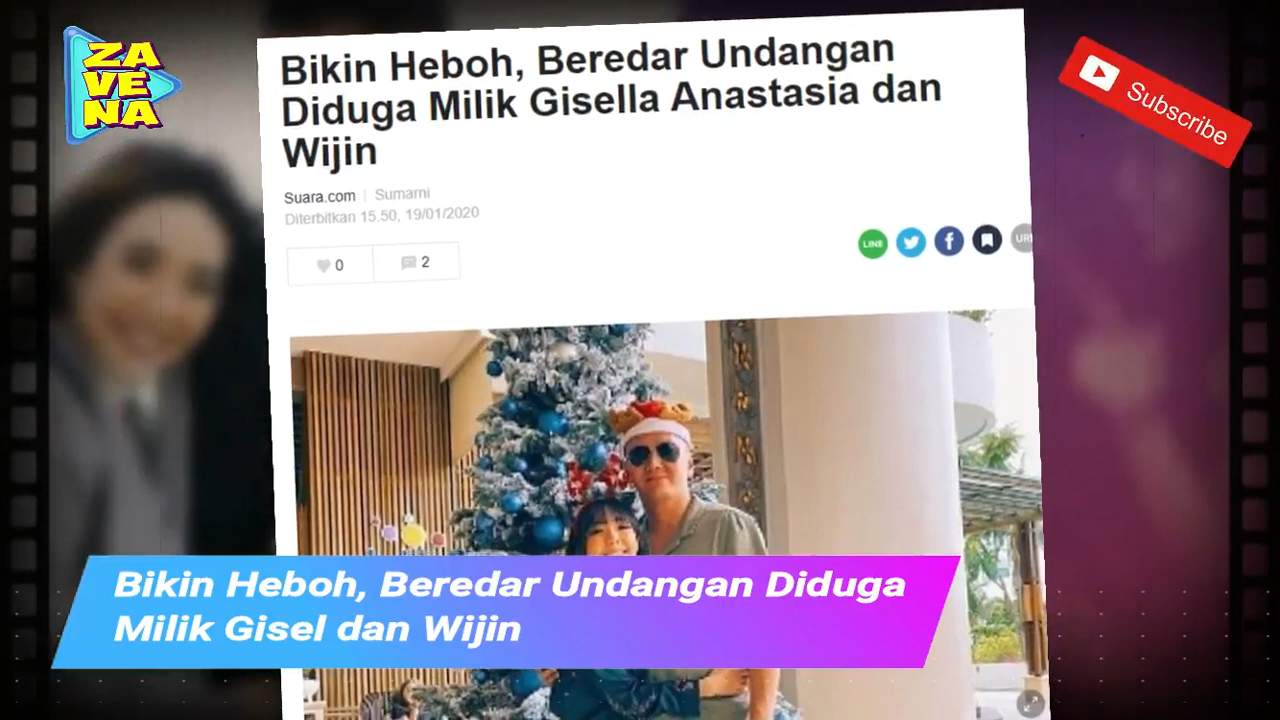 ZA
VE
NA
Bikin Heboh, Beredar Undangan
Diduga Milik Gisella Anastasia dan
Wijin
Suara.com | Sumarni
Diterbitkan 15.50, 19/01/2020
0
2
LINE
URL
Subscribe
Bikin Heboh, Beredar Undangan Diduga
Milik Gisel dan Wijin